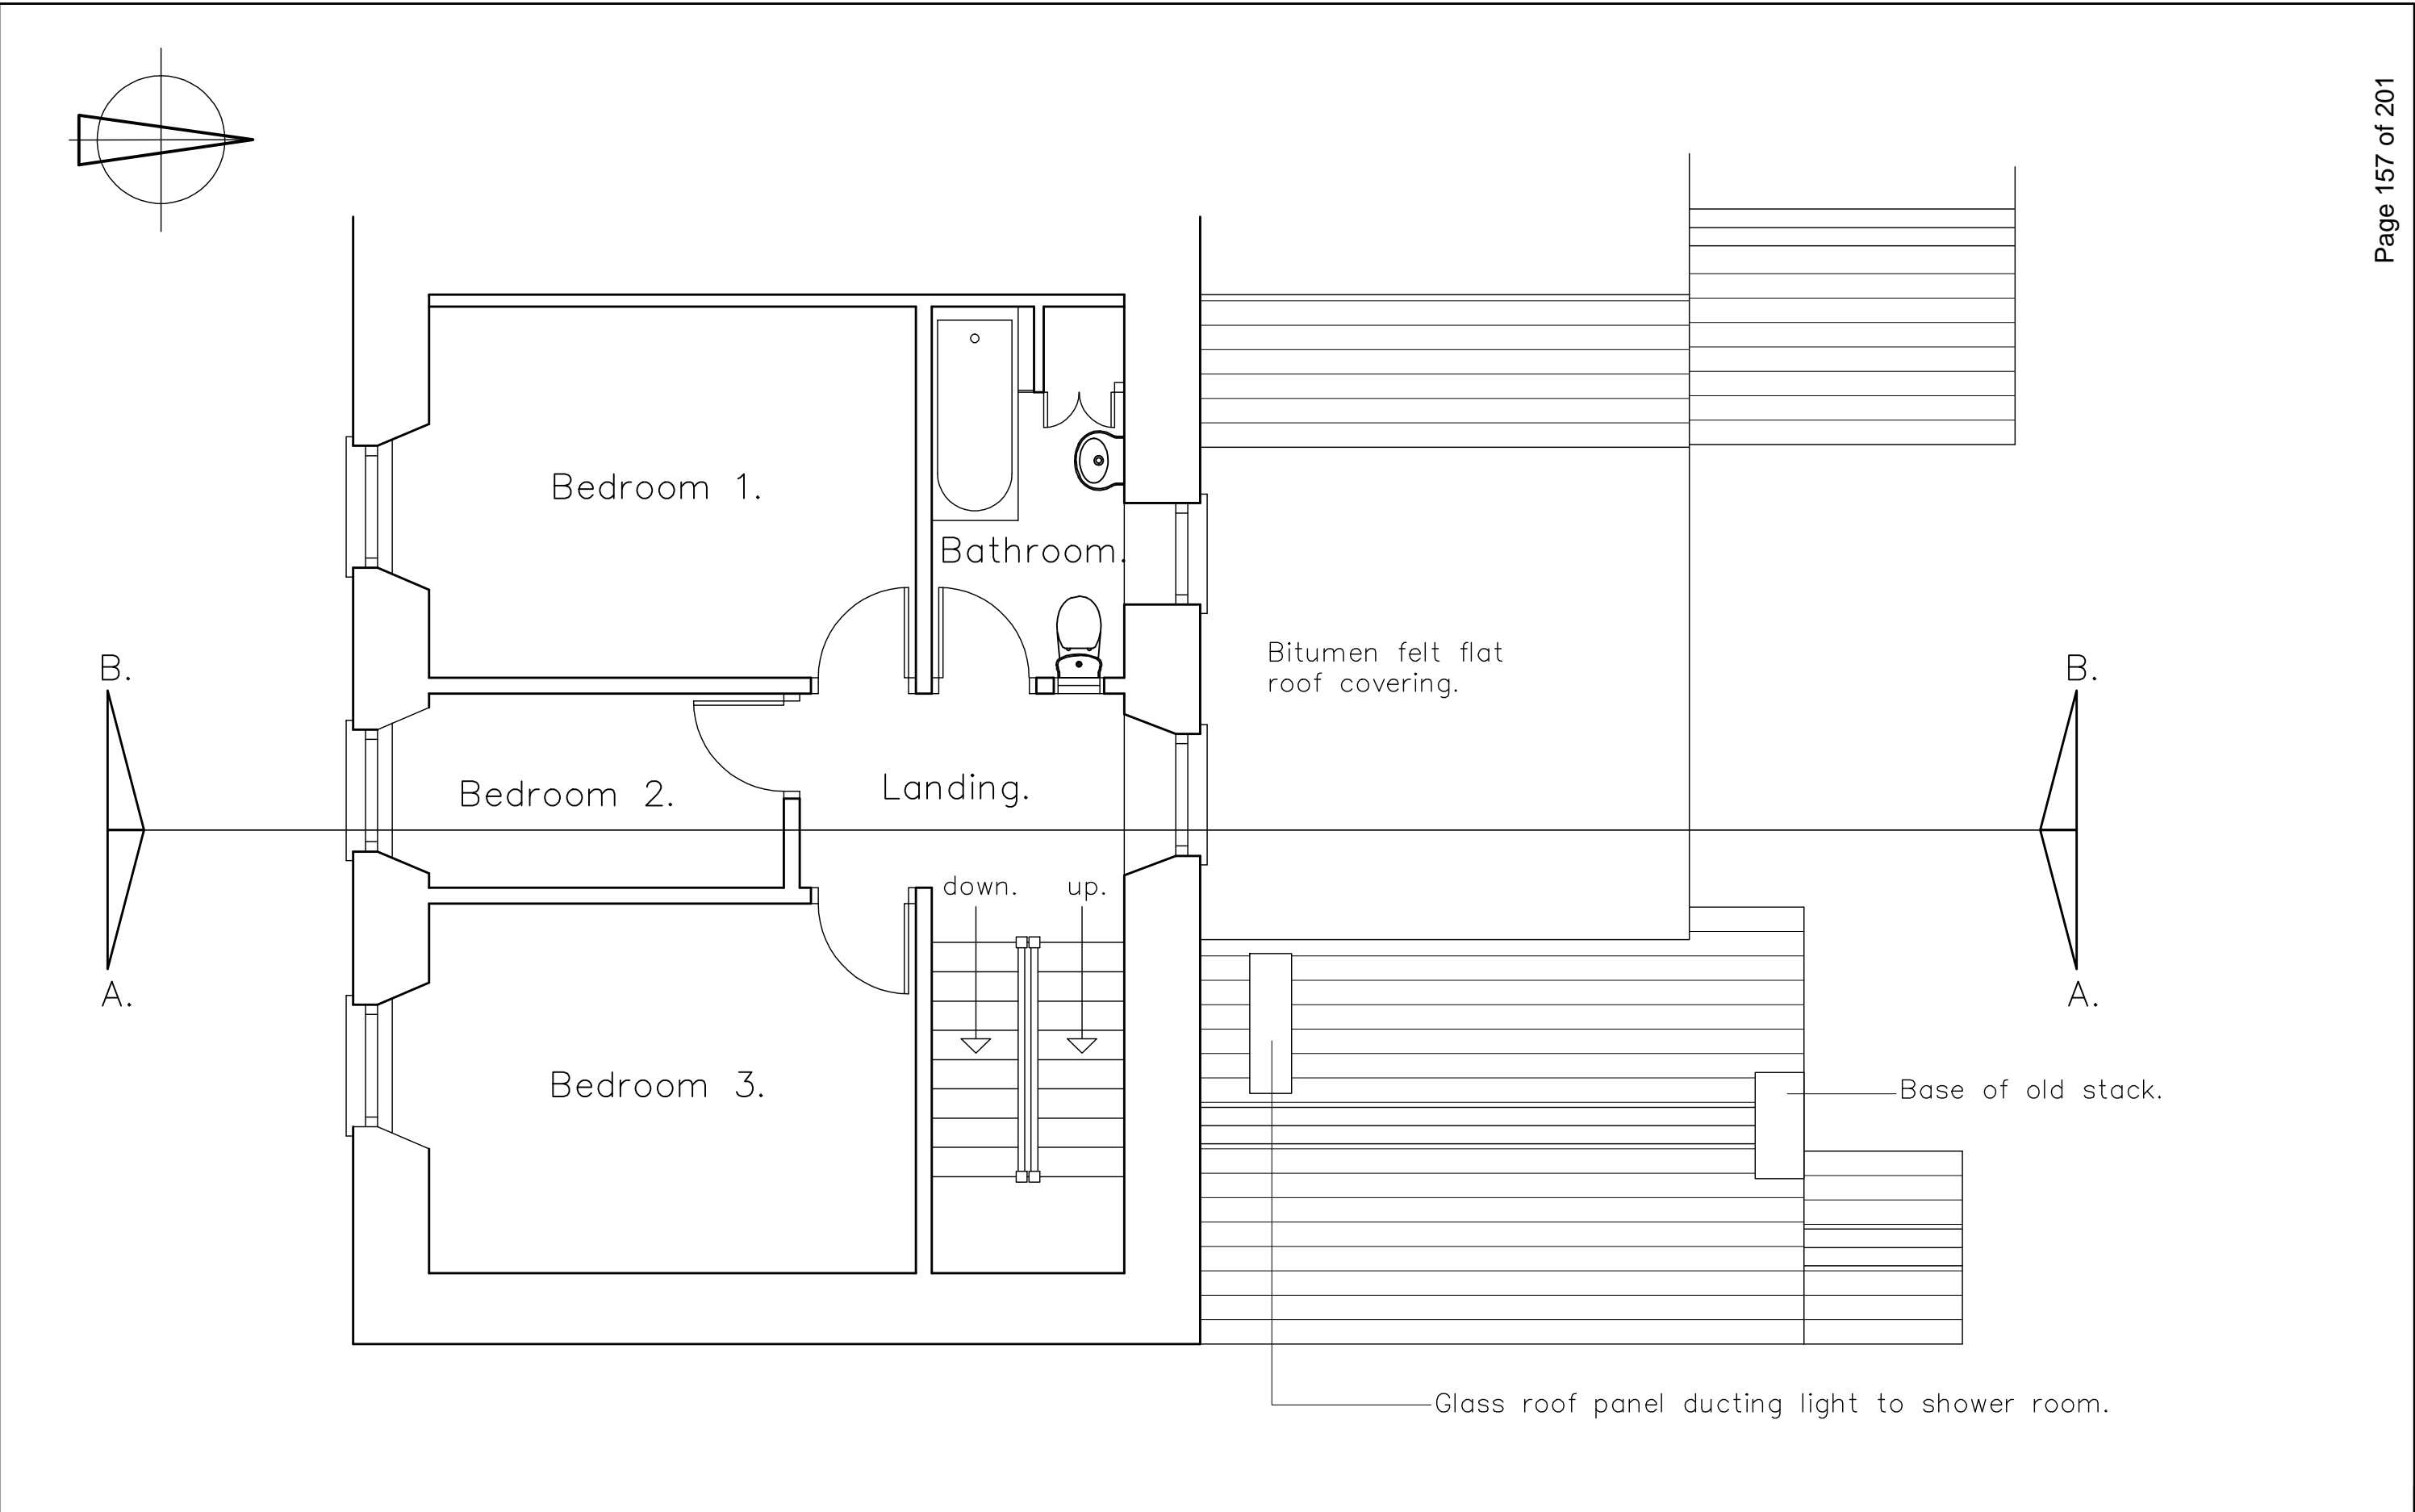 Page 157 of 201
Bedroom 1.
Bathroom.
B.
Bitumen felt flat
roof covering.
B.
Bedroom 2.
Landing.
down.
up.
A.
A.
Bedroom 3.
Base of old stack.
Glass roof panel ducting light to shower room.